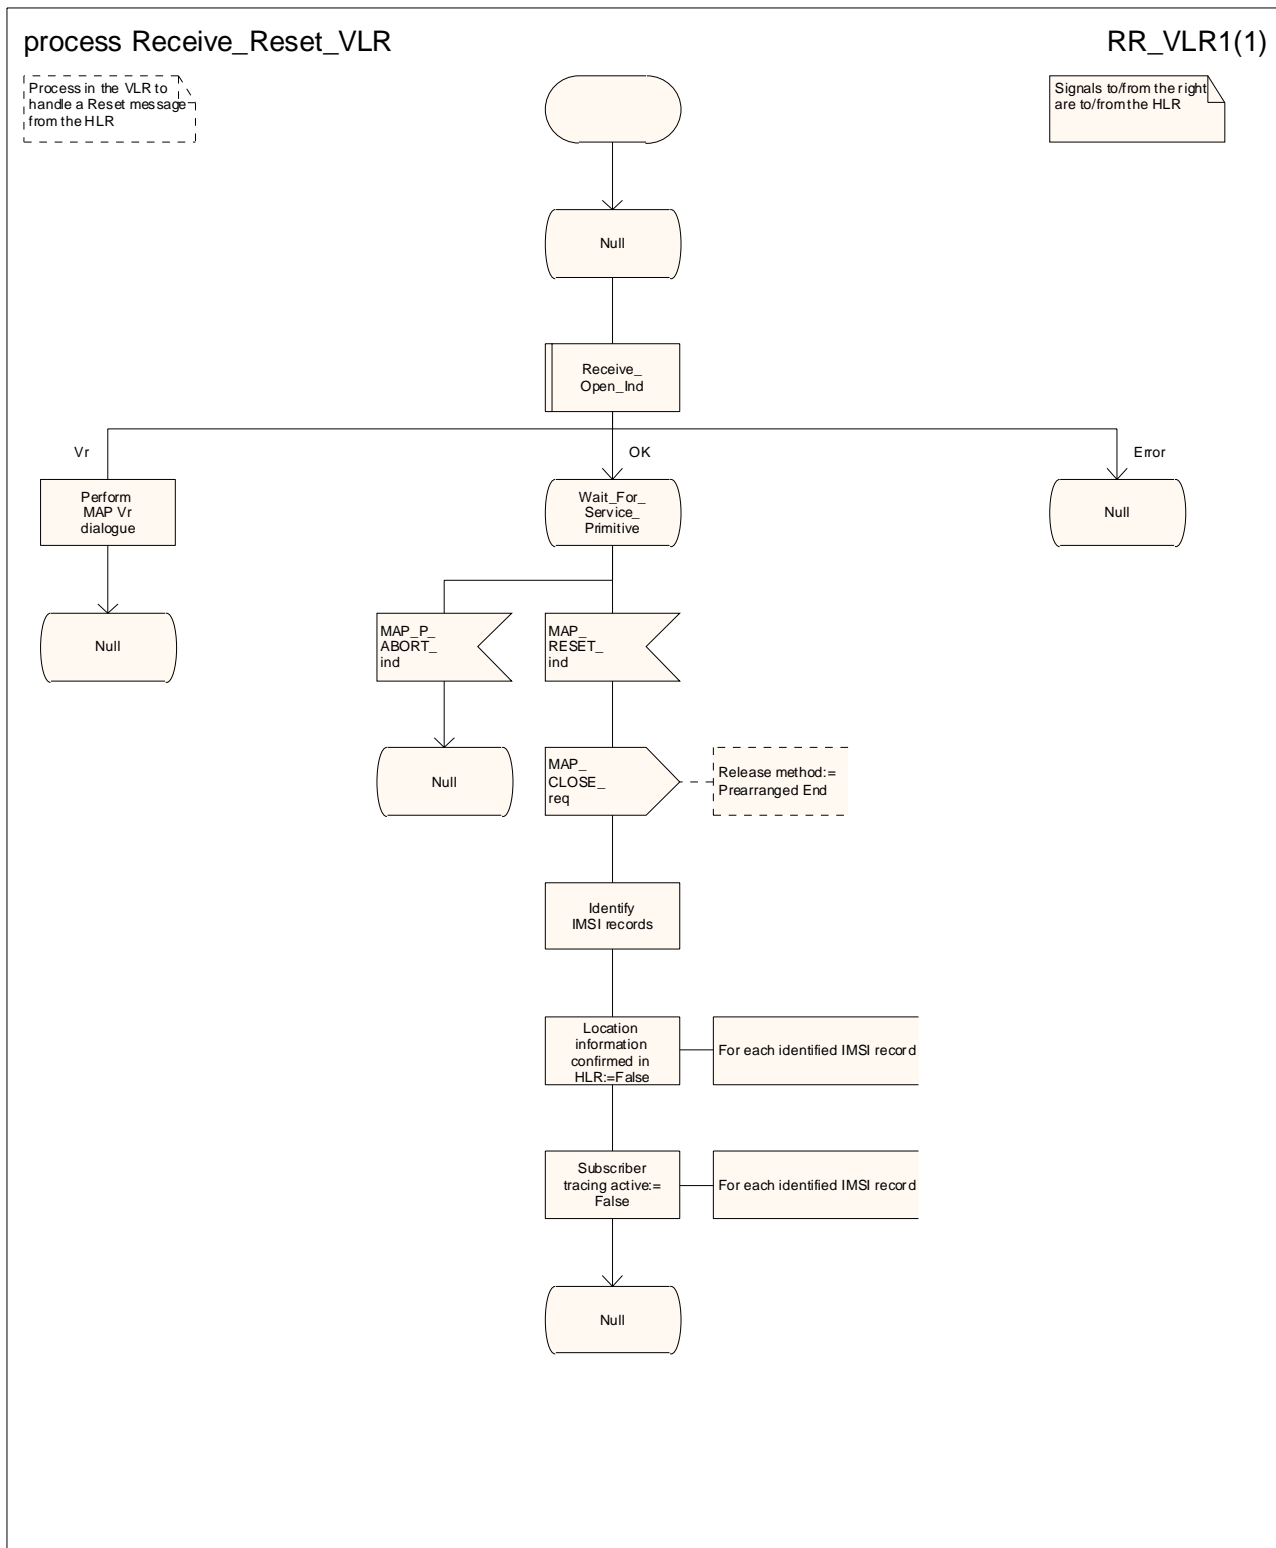 process Receive_Reset_VLR
RR_VLR1(1)
Process in the VLR to
handle a Reset message
from the HLR
Signals to/from the right
are to/from the HLR
Null
Receive_
Open_Ind
Vr
OK
Error
Perform
MAP Vr
dialogue
Wait_For_
Service_
Primitive
Null
Null
MAP_P_
ABORT_
ind
MAP_
RESET_
ind
Null
MAP_
CLOSE_
req
Release method:=
Prearranged End
Identify
IMSI records
Location
information
confirmed in
HLR:=False
For each identified IMSI record
Subscriber
tracing active:=
False
For each identified IMSI record
Null